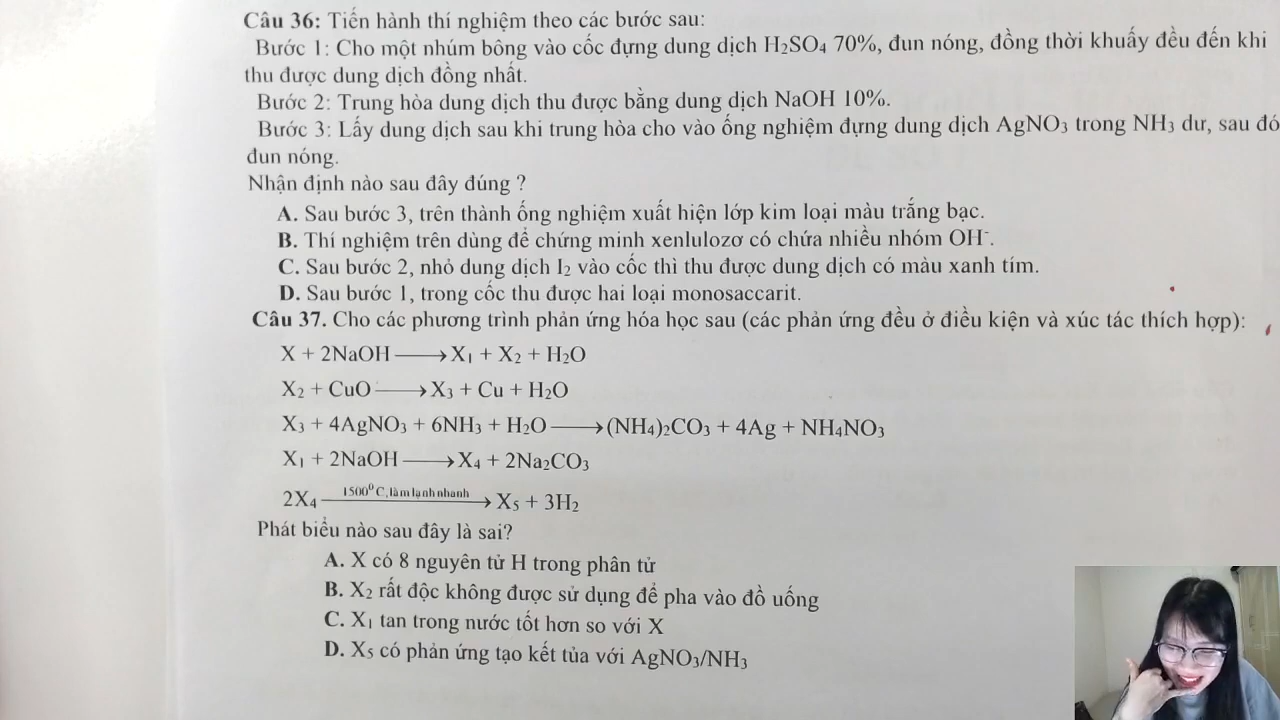 Câu 36: Tiến hành thí nghiệm theo các bước sau:
Bước 1: Cho một nhúm bông vào cốc đựng dung dịch H₂SO₄ 70%, đun nóng, đồng thời khuấy đều đến khi
thu được dung dịch đồng nhất.
Bước 2: Trung hòa dung dịch thu được bằng dung dịch NaOH 10%.
Bước 3: Lấy dung dịch sau khi trung hòa cho vào ống nghiệm đựng dung dịch AgNO₃ trong NH₃ dư, sau đó
đun nóng.
Nhận định nào sau đây đúng ?
A. Sau bước 3, trên thành ống nghiệm xuất hiện lớp kim loại màu trắng bạc.
B. Thí nghiệm trên dùng để chứng minh xenlulozơ có chứa nhiều nhóm OH⁻.
C. Sau bước 2, nhỏ dung dịch I₂ vào cốc thì thu được dung dịch có màu xanh tím.
D. Sau bước 1, trong cốc thu được hai loại monosaccarit.
Câu 37. Cho các phương trình phản ứng hóa học sau (các phản ứng đều ở điều kiện và xúc tác thích hợp):
X + 2NaOH ⟶ X₁ + X₂ + H₂O
X₂ + CuO ⟶ X₃ + Cu + H₂O
X₃ + 4AgNO₃ + 6NH₃ + H₂O ⟶ (NH₄)₂CO₃ + 4Ag + NH₄NO₃
X₁ + 2NaOH ⟶ X₄ + 2Na₂CO₃
2X₄ 1500⁰C, làm lạnh nhanh ⟶ X₅ + 3H₂
Phát biểu nào sau đây là sai?
A. X có 8 nguyên tử H trong phân tử
B. X₂ rất độc không được sử dụng để pha vào đồ uống
C. X₁ tan trong nước tốt hơn so với X
D. X₅ có phản ứng tạo kết tủa với AgNO₃/NH₃